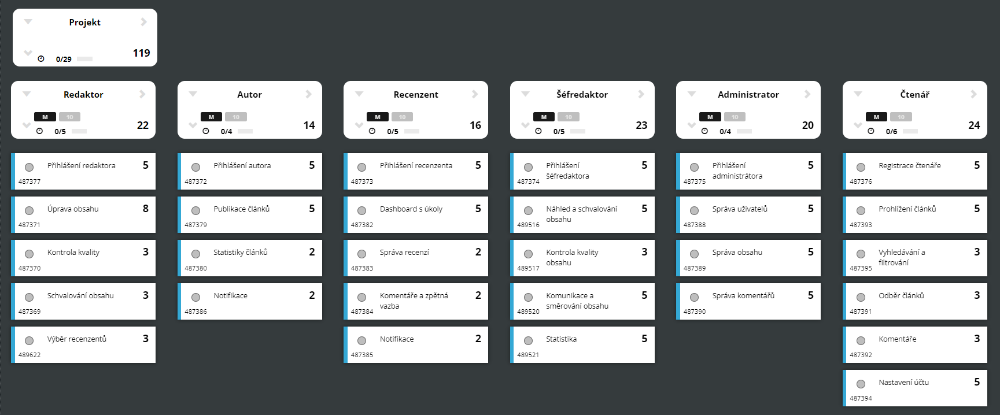 Projekt
119
0/29
Redaktor
M 10
22
0/5
Autor
M 10
14
0/4
Recenzent
M 10
16
0/5
Šéfredaktor
M 10
23
0/5
Administrator
M 10
20
0/4
Čtenář
M 10
24
0/6
Přihlášení redaktora 5
487377
Úprava obsahu 8
487371
Kontrola kvality 3
487370
Schvalování obsahu 3
487369
Výběr recenzentů 3
489622
Přihlášení autora 5
487372
Publikace článků 5
487379
Statistiky článků 2
487380
Notifikace 2
487386
Přihlášení recenzenta 5
487373
Dashboard s úkoly 5
487382
Správa recenzí 2
487383
Komentáře a zpětná 2
vazba
487384
Notifikace 2
487385
Přihlášení 5
šéfredaktora
487374
Náhled a schvalování 5
obsahu
489516
Kontrola kvality 3
obsahu
489517
Komunikace a 5
směrování obsahu
489520
Statistika 5
489521
Přihlášení 5
administrátora
487375
Správa uživatelů 5
487388
Správa obsahu 5
487389
Správa komentářů 5
487390
Registrace čtenáře 5
487376
Prohlížení článků 5
487393
Vyhledávání a 3
filtrování
487395
Odběr článků 3
487391
Komentáře 3
487392
Nastavení účtu 5
487394